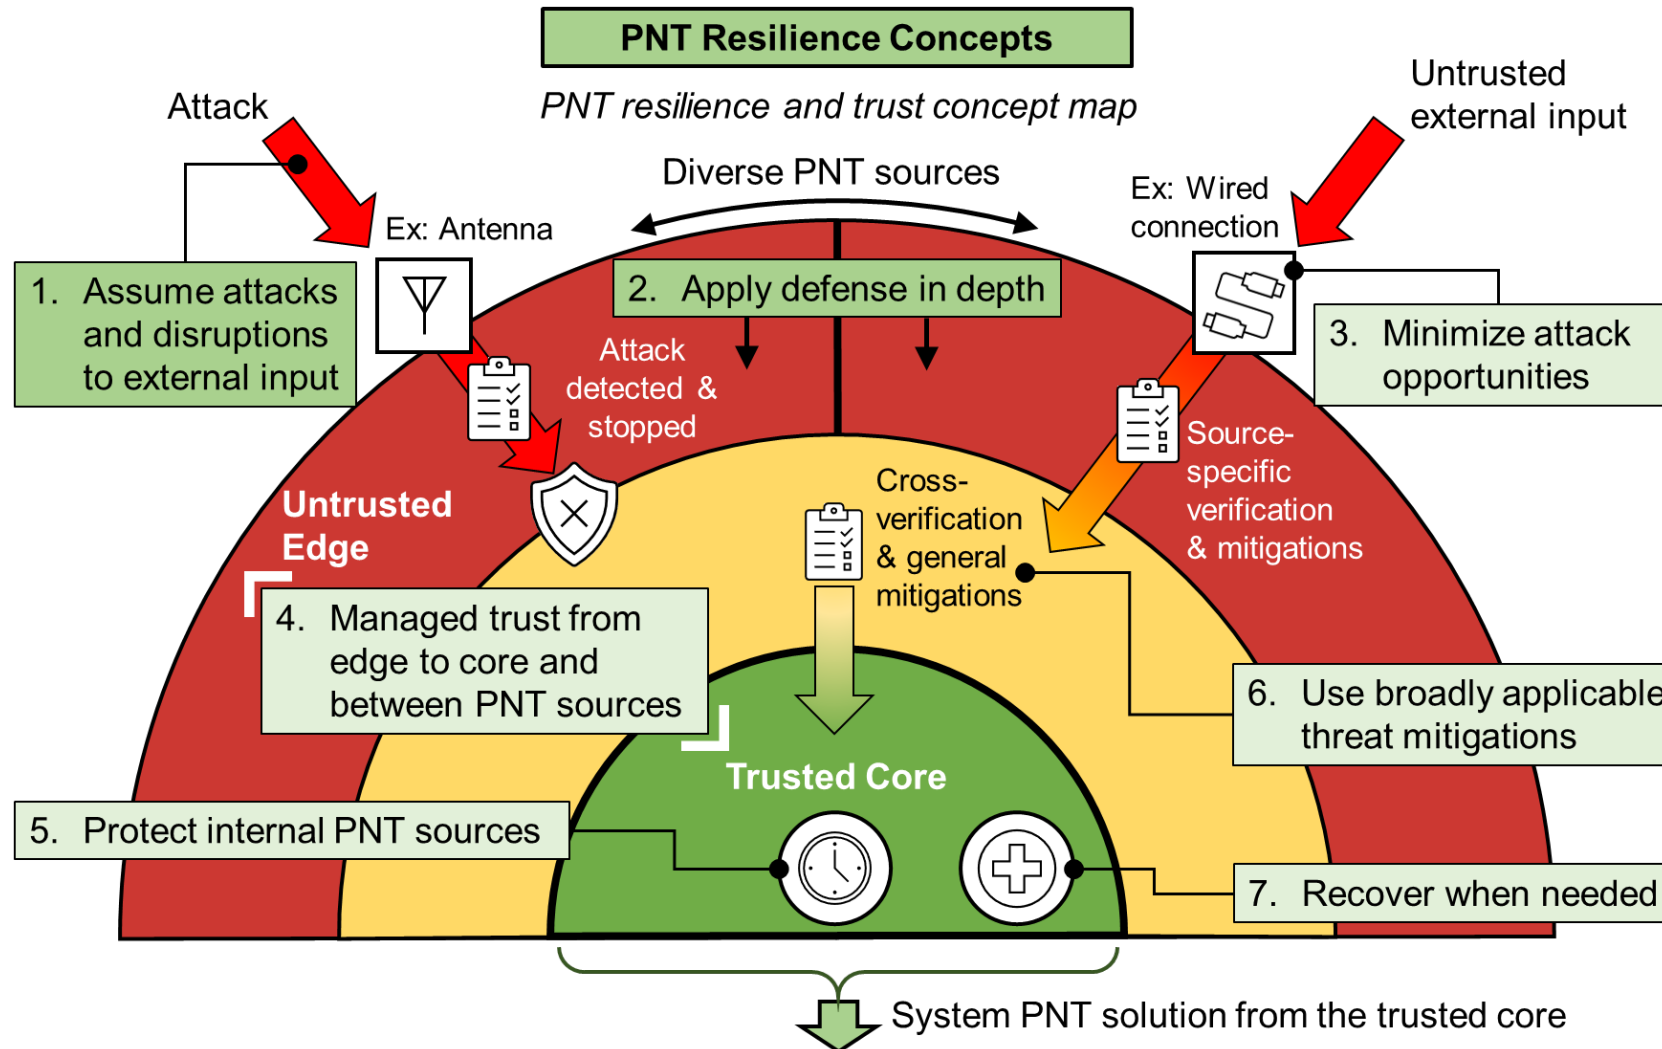 PNT Resilience Concepts
PNT resilience and trust concept map
Attack
Untrusted
external input
Diverse PNT sources
Ex: Antenna
Ex: Wired
connection
1. Assume attacks
and disruptions
to external input
2. Apply defense in depth
3. Minimize attack
opportunities
Attack
detected &
stopped
Source-
specific
verification
& mitigations
Cross-
verification
& general
mitigations
Untrusted
Edge
4. Managed trust from
edge to core and
between PNT sources
6. Use broadly applicable
threat mitigations
Trusted Core
5. Protect internal PNT sources
7. Recover when needed
System PNT solution from the trusted core